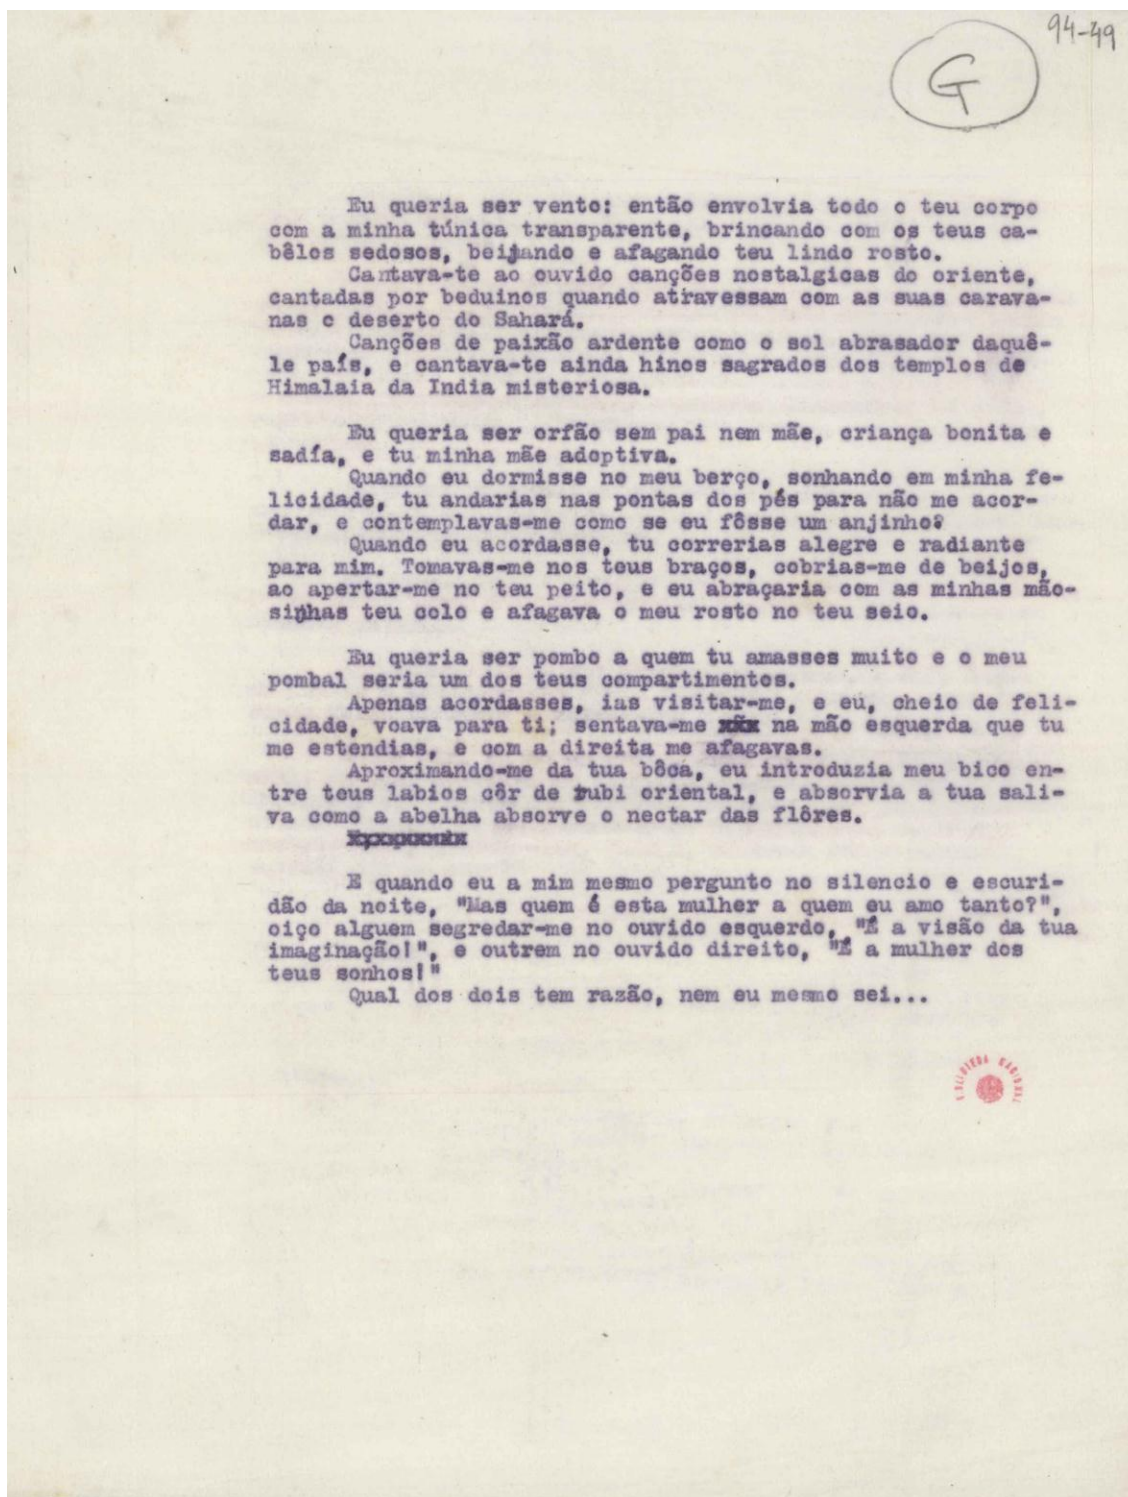 94-49
G
Eu queria ser vento: então envolvia todo o teu corpo
com a minha túnica transparente, brincando com os teus ca-
bêlos sedosos, beijando e afagando teu lindo rosto.
Cantava-te ao ouvido canções nostalgicas do oriente,
cantadas por beduinos quando atravessam com as suas carava-
nas o deserto do Sahará.
Canções de paixão ardente como o sol abrasador daquê-
le país, e cantava-te ainda hinos sagrados dos templos de
Himalaia da India misteriosa.
Eu queria ser orfão sem pai nem mãe, criança bonita e
sadía, e tu minha mãe adoptiva.
Quando eu dormisse no meu berço, sonhando em minha fe-
licidade, tu andarias nas pontas dos pés para não me acor-
dar, e contemplavas-me como se eu fôsse um anjinho?
Quando eu acordasse, tu correrias alegre e radiante
para mim. Tomavas-me nos teus braços, cobrias-me de beijos,
ao apertar-me no teu peito, e eu abraçaria com as minhas mão-
sinhas teu colo e afagava o meu rosto no teu seio.
Eu queria ser pombo a quem tu amasses muito e o meu
pombal seria um dos teus compartimentos.
Apenas acordasses, ias visitar-me, e eu, cheio de feli-
cidade, voava para ti; sentava-me na mão esquerda que tu
me estendias, e com a direita me afagavas.
Aproximando-me da tua bôca, eu introduzia meu bico en-
tre teus labios côr de rubi oriental, e absorvia a tua sali-
va como a abelha absorve o nectar das flôres.
E quando eu a mim mesmo pergunto no silencio e escuri-
dão da noite, "Mas quem é esta mulher a quem eu amo tanto?",
oiço alguem segredar-me no ouvido esquerdo, "É a visão da tua
imaginação!", e outrem no ouvido direito, "É a mulher dos
teus sonhos!"
Qual dos dois tem razão, nem eu mesmo sei...
BIBLIOTECA NACIONAL